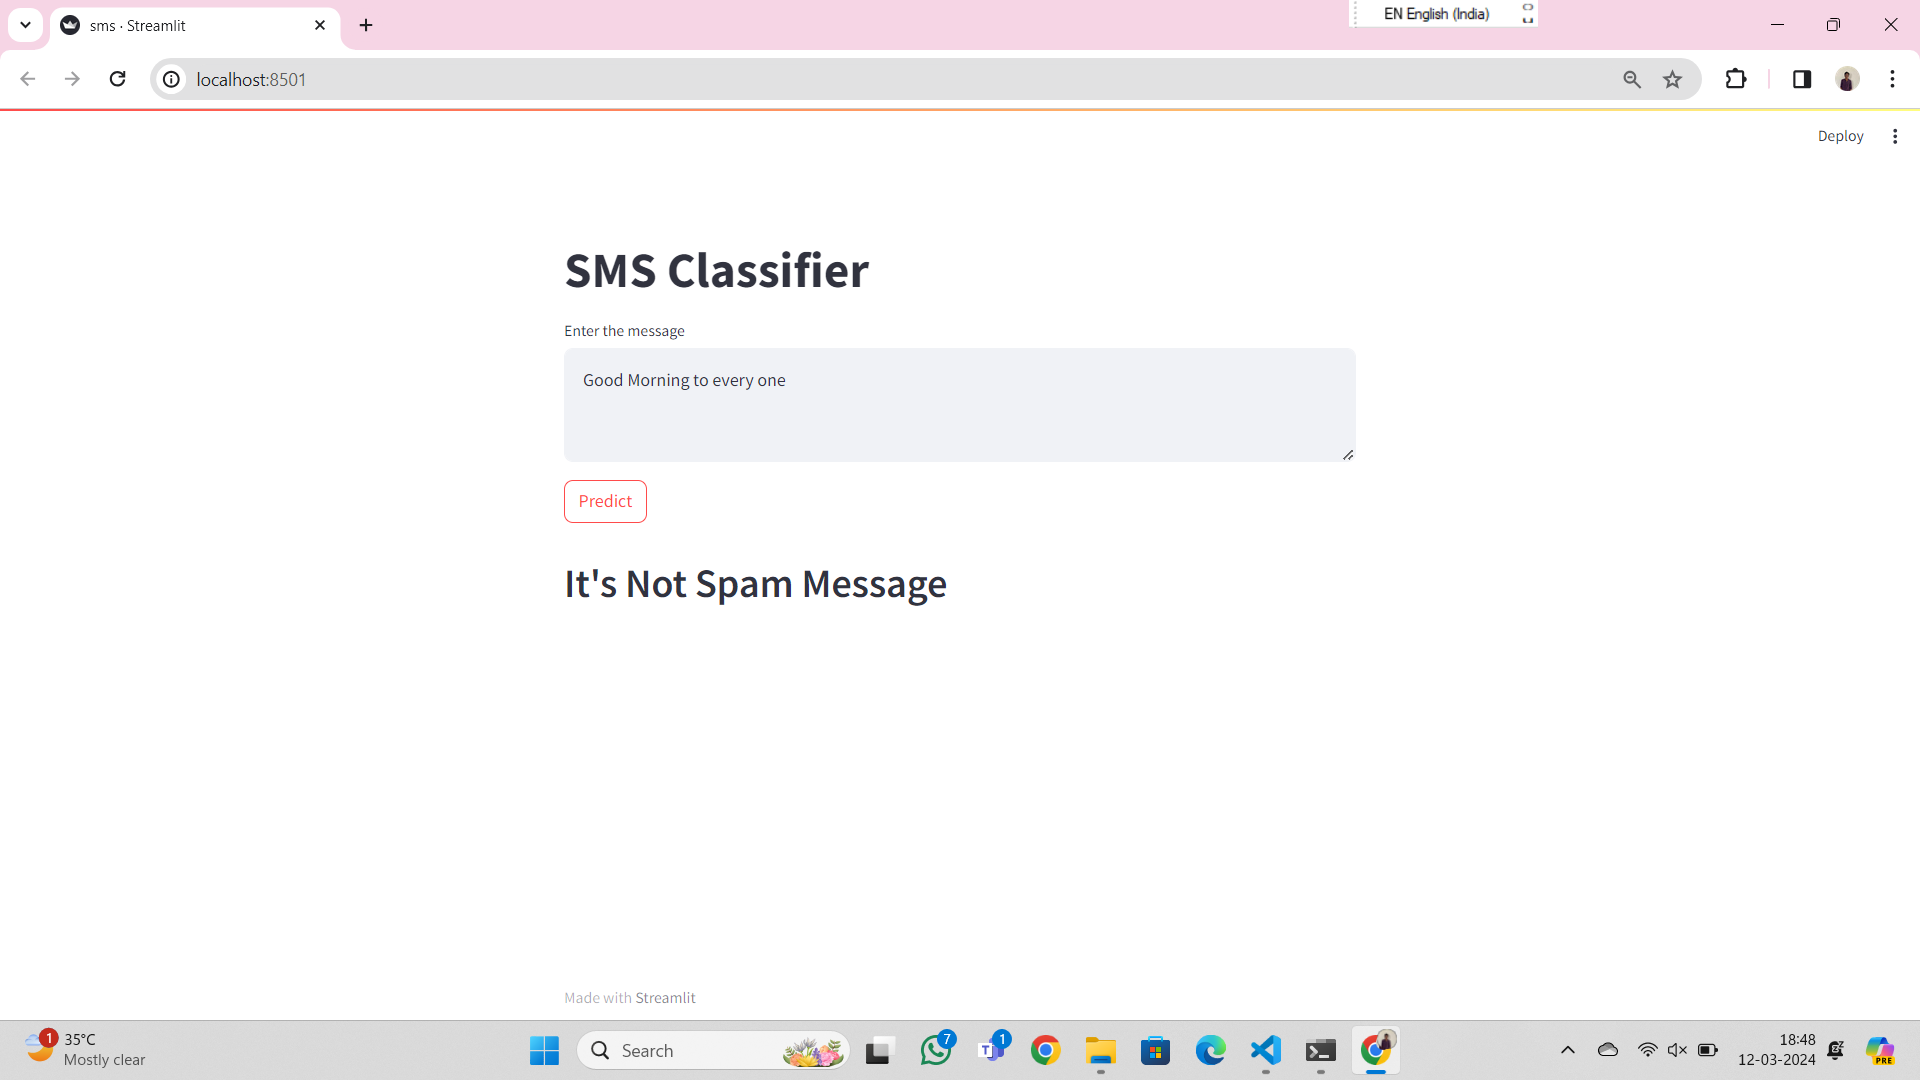 sms · Streamlit
EN English (India)
localhost:8501
Deploy
SMS Classifier
Enter the message
Good Morning to every one
Predict
It's Not Spam Message
Made with Streamlit
1
35°C
Mostly clear
Search
7
T
1
18:48
12-03-2024
PRE